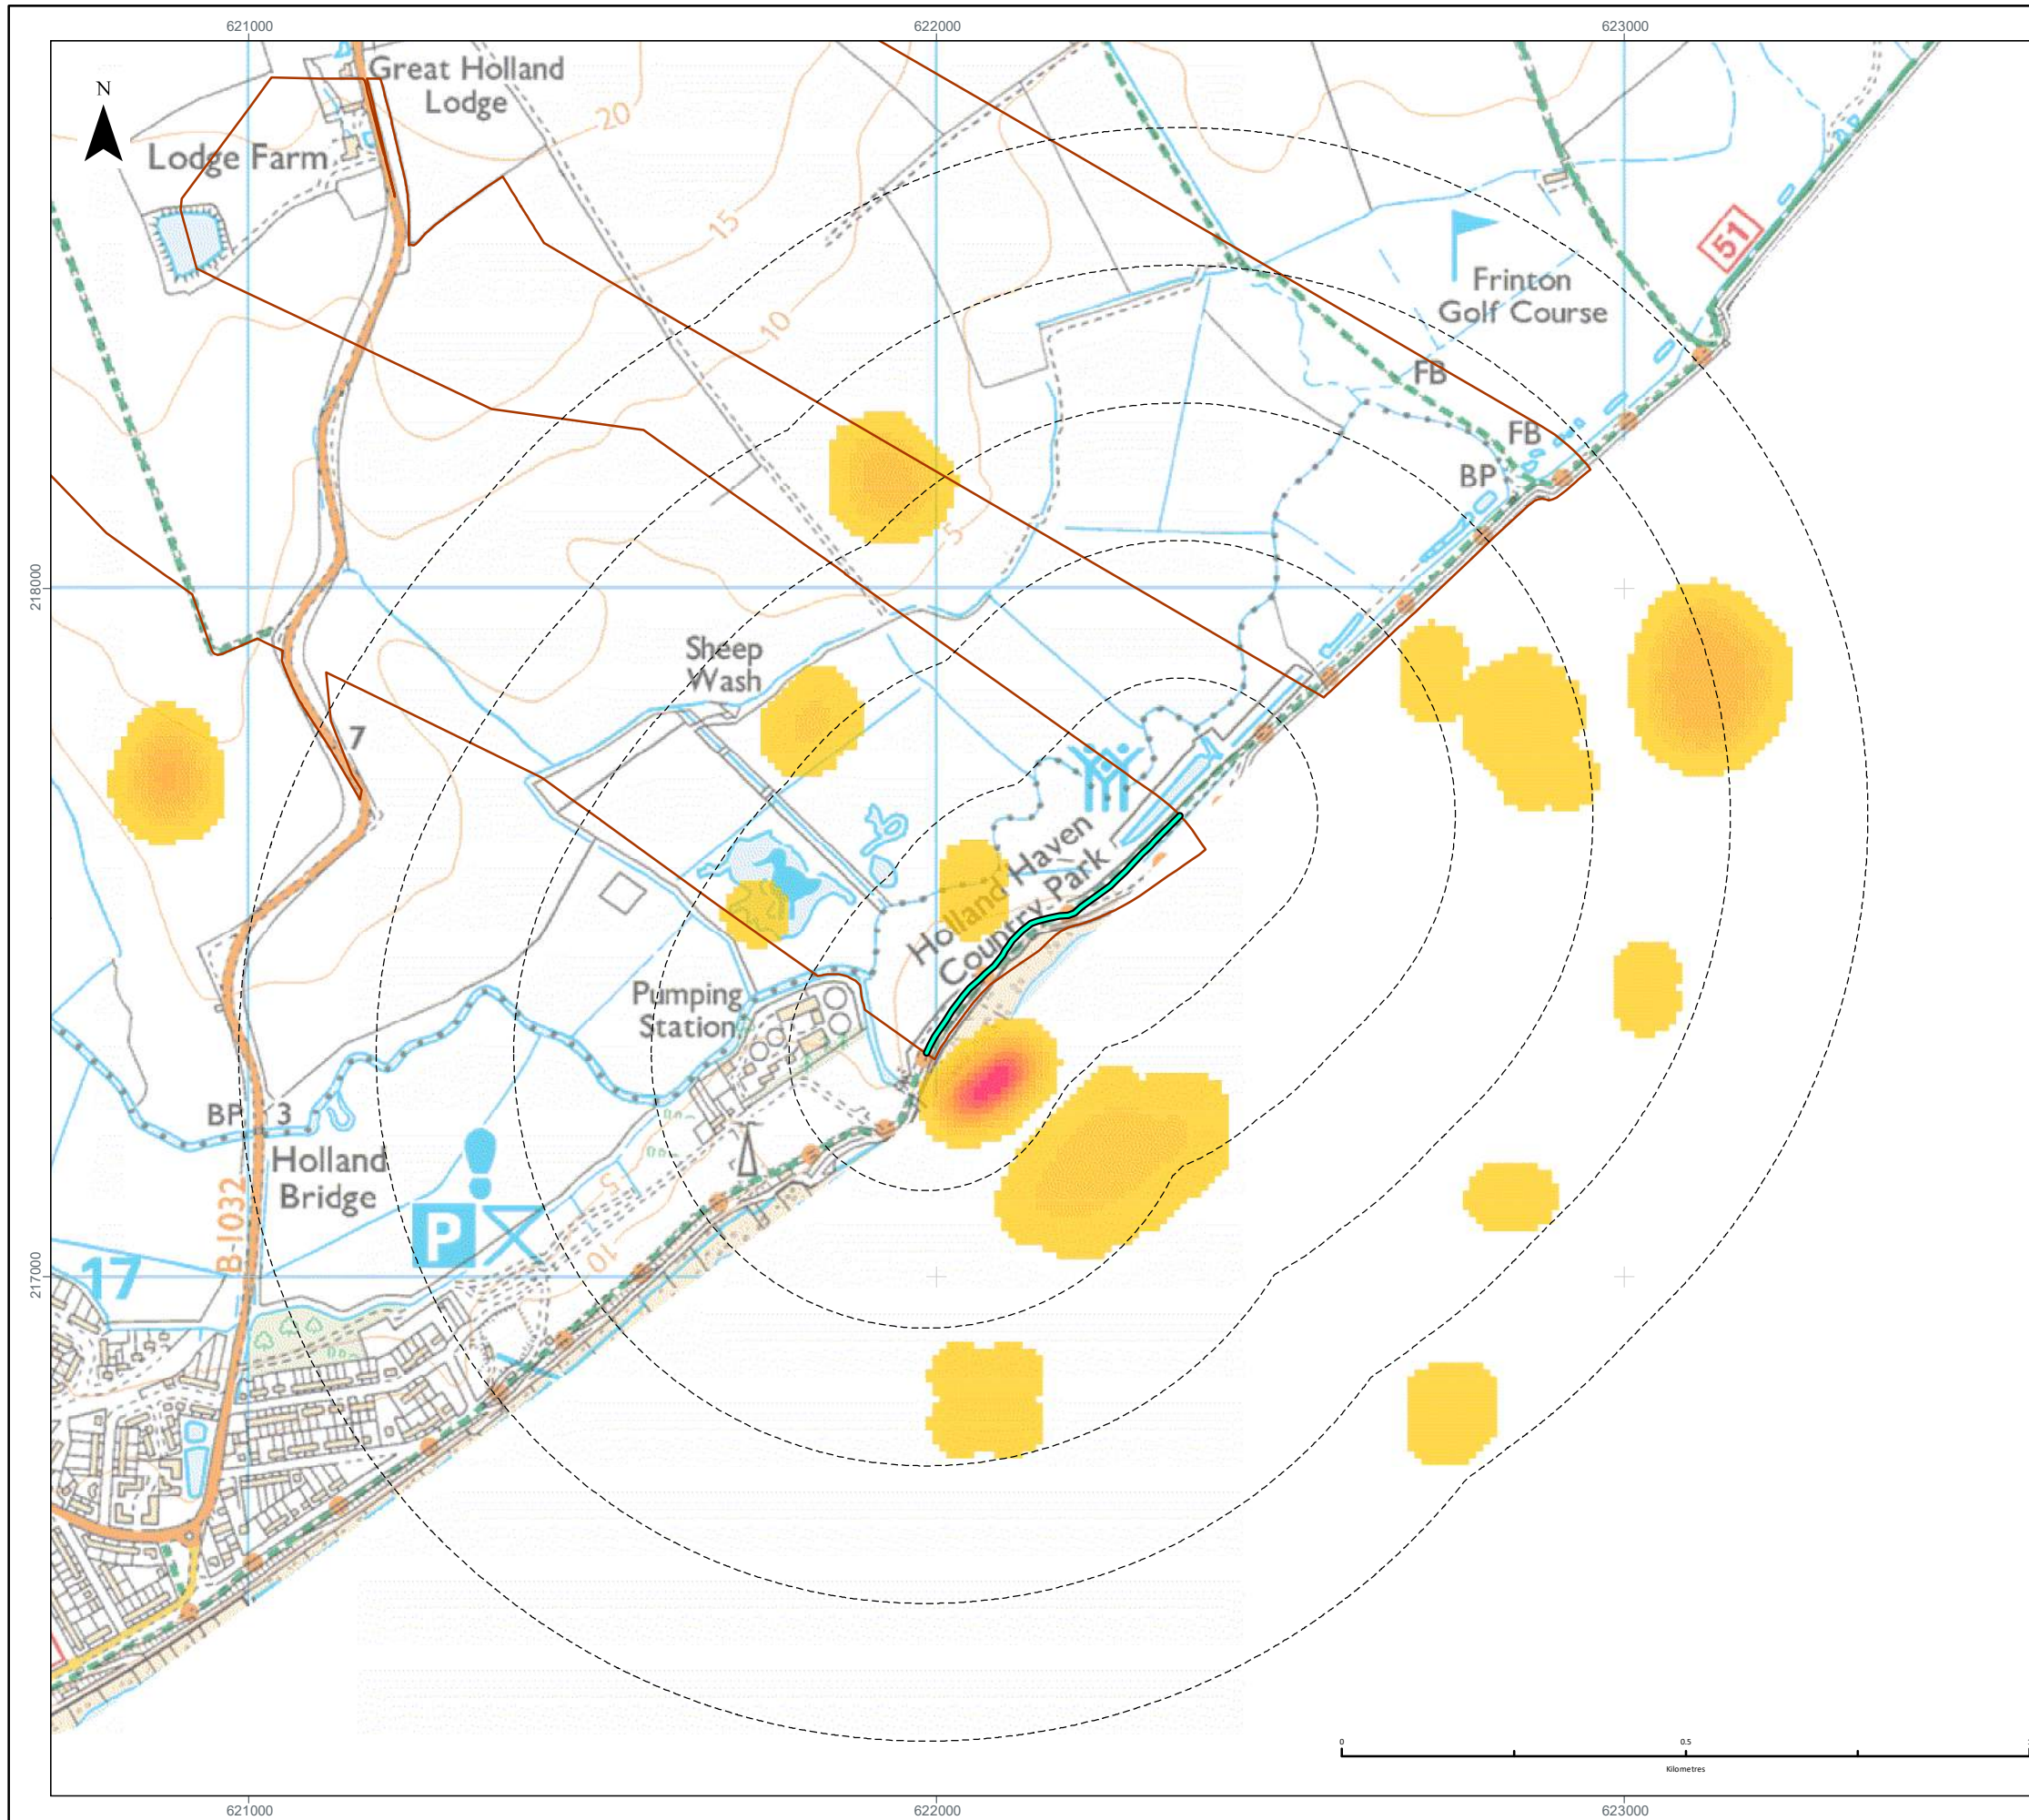 621000
622000
623000
N
Great Holland
Lodge
20
Lodge Farm
15
51
Frinton
Golf Course
10
FB
FB
BP
5
218000
Sheep
Wash
7
Holland Haven
Country Park
Pumping
Station
BP
3
Holland
Bridge
B 1032
15
P
10
17
217000
0
0.5
Kilometres
621000
622000
623000